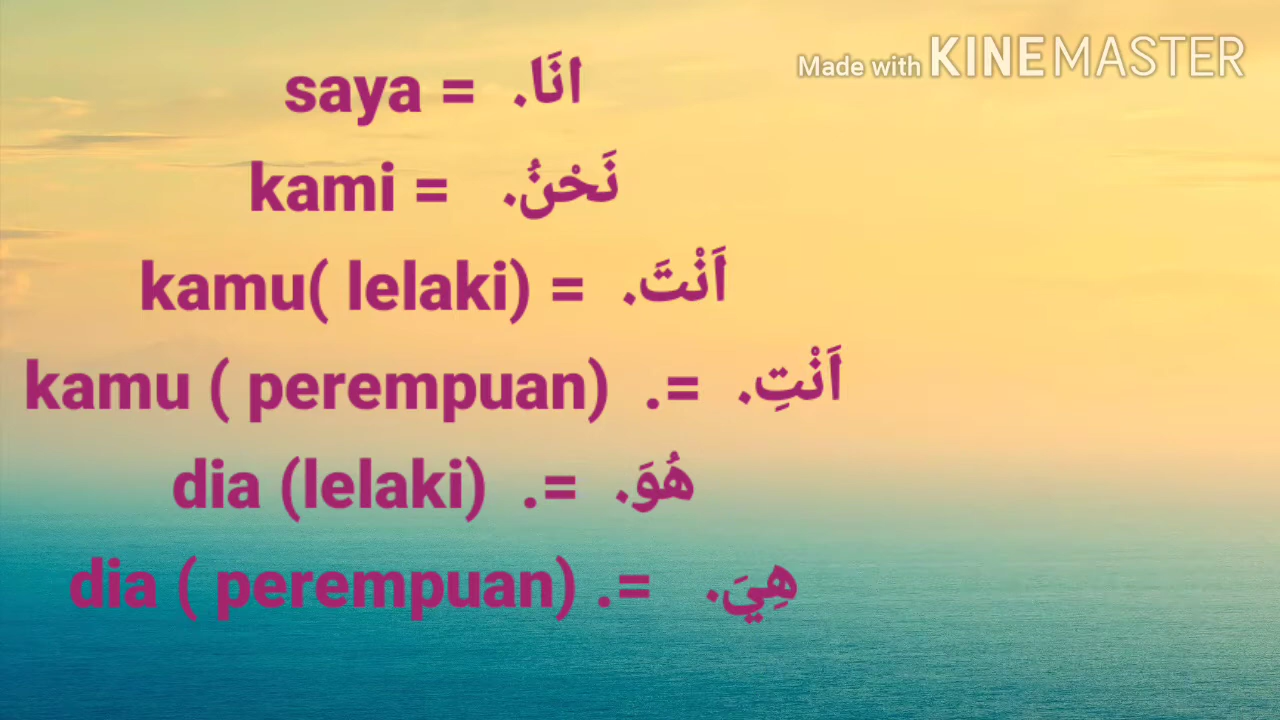 Made with KINEMASTER
saya = انَا.
kami = نَحْنُ.
kamu( lelaki) = اَنْتَ.
kamu ( perempuan) .= اَنْتِ.
dia (lelaki) .= هُوَ.
dia ( perempuan) .= هِيَ.